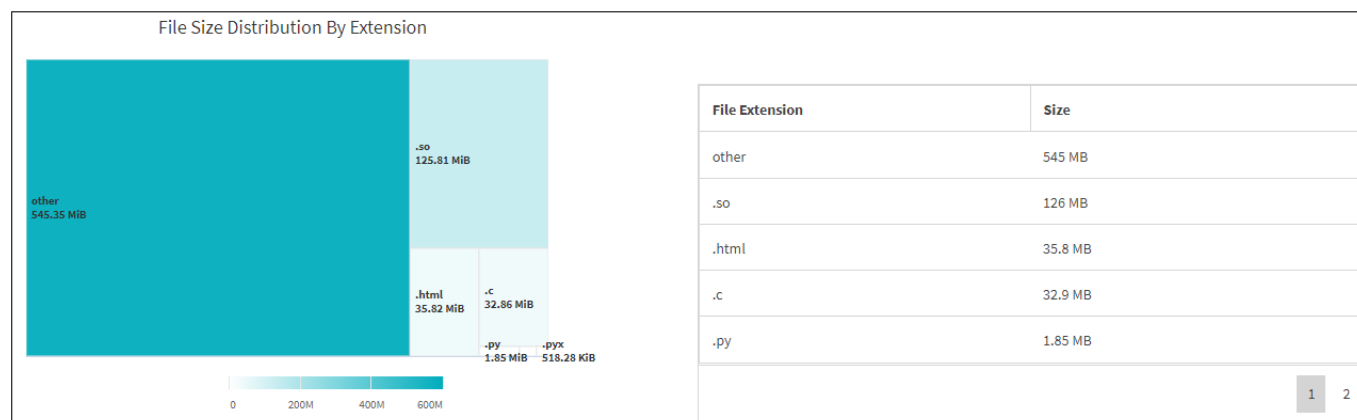 File Size Distribution By Extension
other
545.35 MiB
.so
125.81 MiB
.html
35.82 MiB
.c
32.86 MiB
.py
1.85 MiB
.pyx
518.28 KiB
0 200M 400M 600M
File Extension Size
other 545 MB
.so 126 MB
.html 35.8 MB
.c 32.9 MB
.py 1.85 MB
1 2